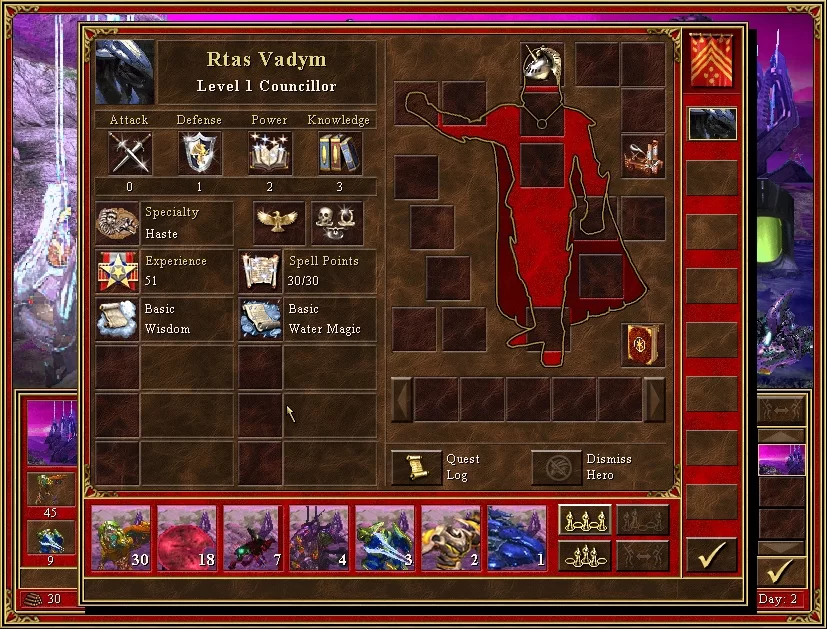 Rtas Vadym
Level 1 Councillor
Attack Defense Power Knowledge
0 1 2 3
Specialty
Haste
Experience
51
Spell Points
30/30
Basic
Wisdom
Basic
Water Magic
Quest
Log
Dismiss
Hero
45
9
30 18 7 4 3 2 1
30
Day: 2